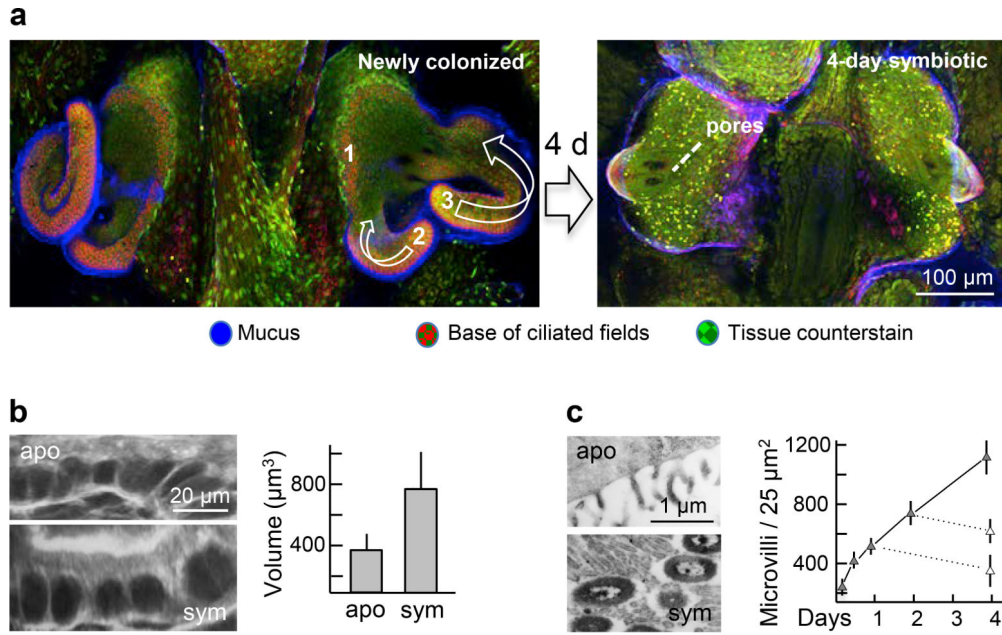 a
Newly colonized
4-day symbiotic
pores
4 d
1
3
2
100 µm
Mucus
Base of ciliated fields
Tissue counterstain
b
apo
20 µm
sym
Volume (µm³)
800
400
apo sym
c
apo
1 µm
sym
Microvilli / 25 µm²
1200
800
400
Days 1 2 3 4